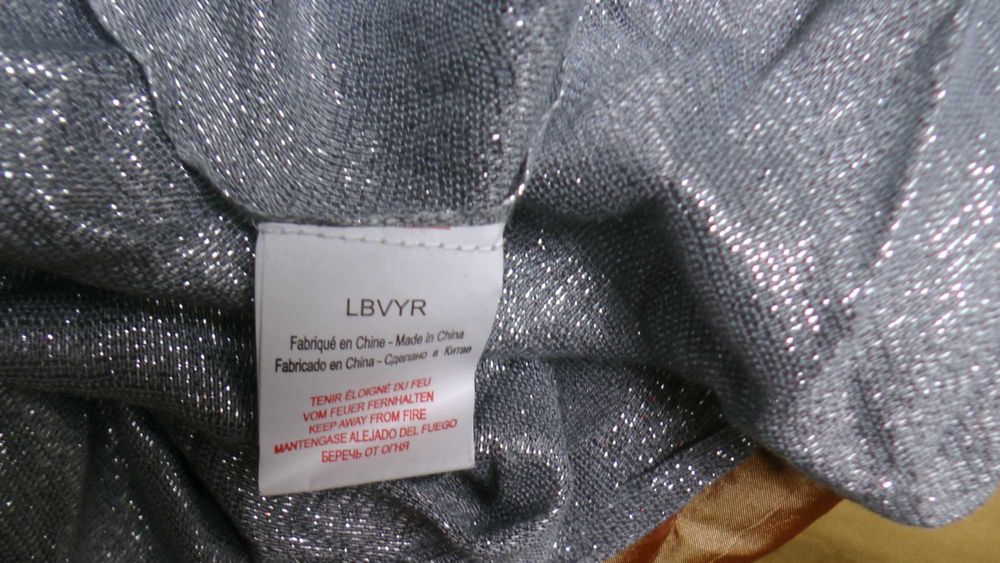 LBVYR
Fabriqué en Chine - Made in China
Fabricado en China - Сделано в Китае
TENIR ÉLOIGNÉ DU FEU
VOM FEUER FERNHALTEN
KEEP AWAY FROM FIRE
MANTENGASE ALEJADO DEL FUEGO
БЕРЕЧЬ ОТ ОГНЯ